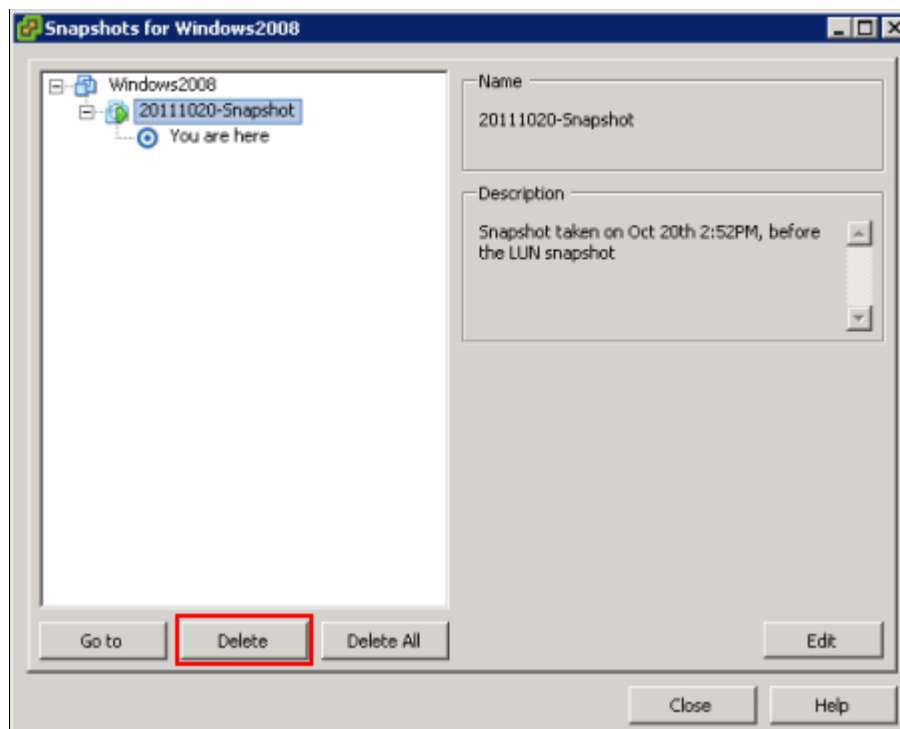 Snapshots for Windows2008
Windows2008
20111020-Snapshot
You are here
Name
20111020-Snapshot
Description
Snapshot taken on Oct 20th 2:52PM, before
the LUN snapshot
Go to
Delete
Delete All
Edit
Close
Help